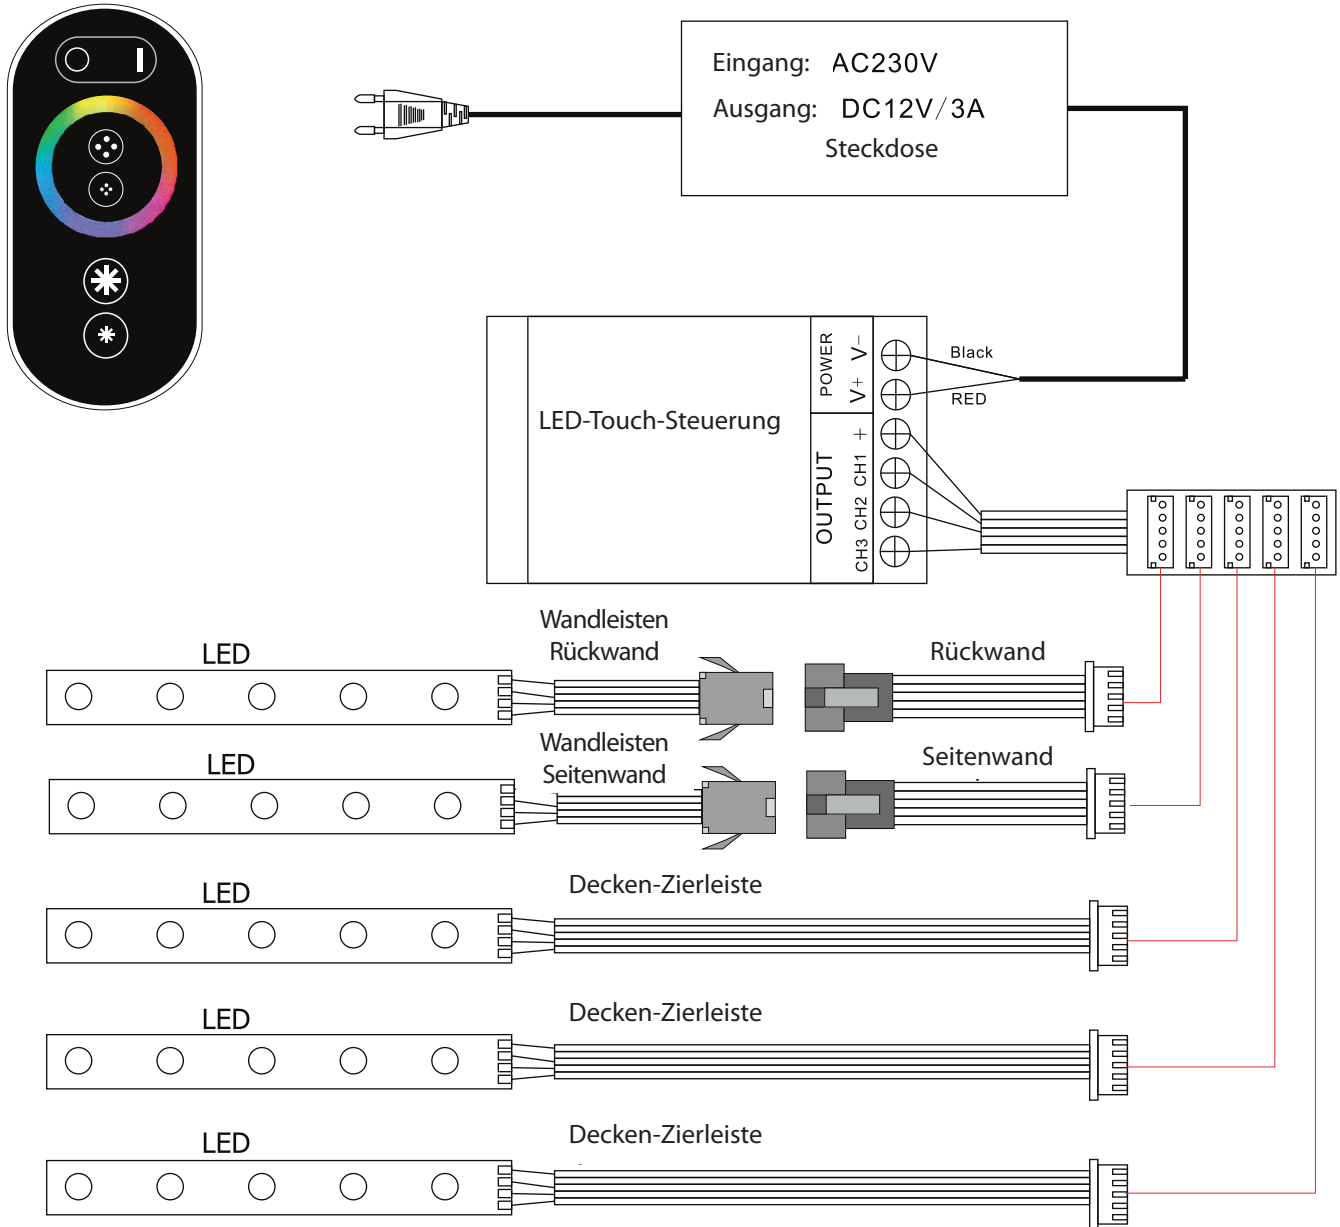 Eingang: AC230V
Ausgang: DC12V/3A
Steckdose
POWER
V-
V+
Black
RED
LED-Touch-Steuerung
OUTPUT
+
CH1
CH2
CH3
Wandleisten
Rückwand
LED
Rückwand
Wandleisten
Seitenwand
LED
Seitenwand
LED
Decken-Zierleiste
LED
Decken-Zierleiste
LED
Decken-Zierleiste